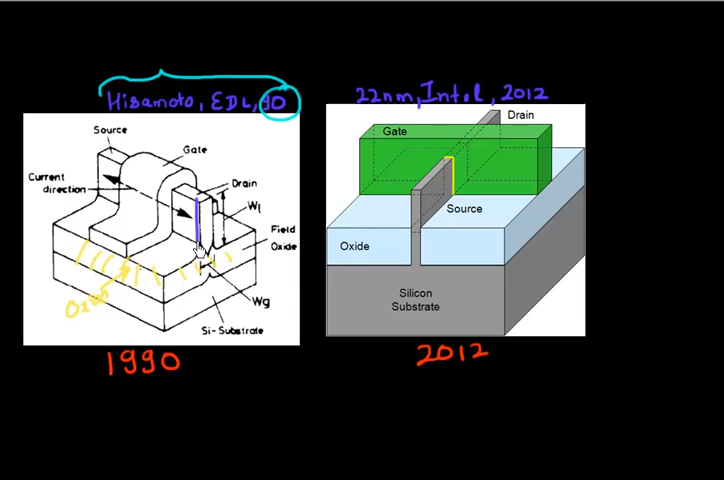 Hisamoto, EDL, 90
22nm, Intel, 2012
Source
Gate
Current
direction
Drain
W1
Field
Oxide
Oxide
Wg
Si-Substrate
1990
Drain
Gate
Source
Oxide
Silicon
Substrate
2012